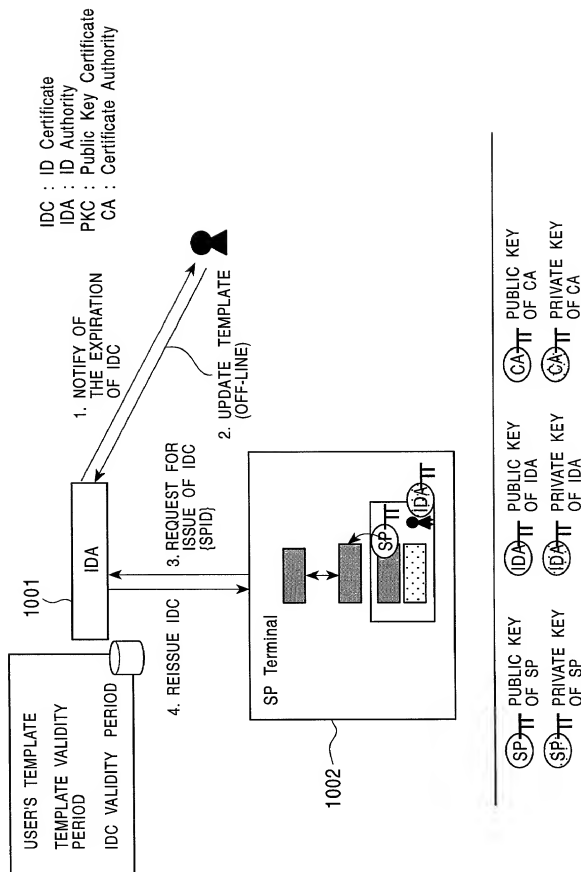 IDC : ID Certificate
IDA : ID Authority
PKC : Public Key Certificate
CA : Certificate Authority
USER'S TEMPLATE
TEMPLATE VALIDITY
PERIOD
IDC VALIDITY PERIOD
1001
IDA
1. NOTIFY OF
THE EXPIRATION
OF IDC
2. UPDATE TEMPLATE
(OFF-LINE)
3. REQUEST FOR
ISSUE OF IDC
{SPID}
4. REISSUE IDC
SP Terminal
SP
IDA
1002
SP
PUBLIC KEY
OF SP
SP
PRIVATE KEY
OF SP
IDA
PUBLIC KEY
OF IDA
IDA
PRIVATE KEY
OF IDA
CA
PUBLIC KEY
OF CA
CA
PRIVATE KEY
OF CA